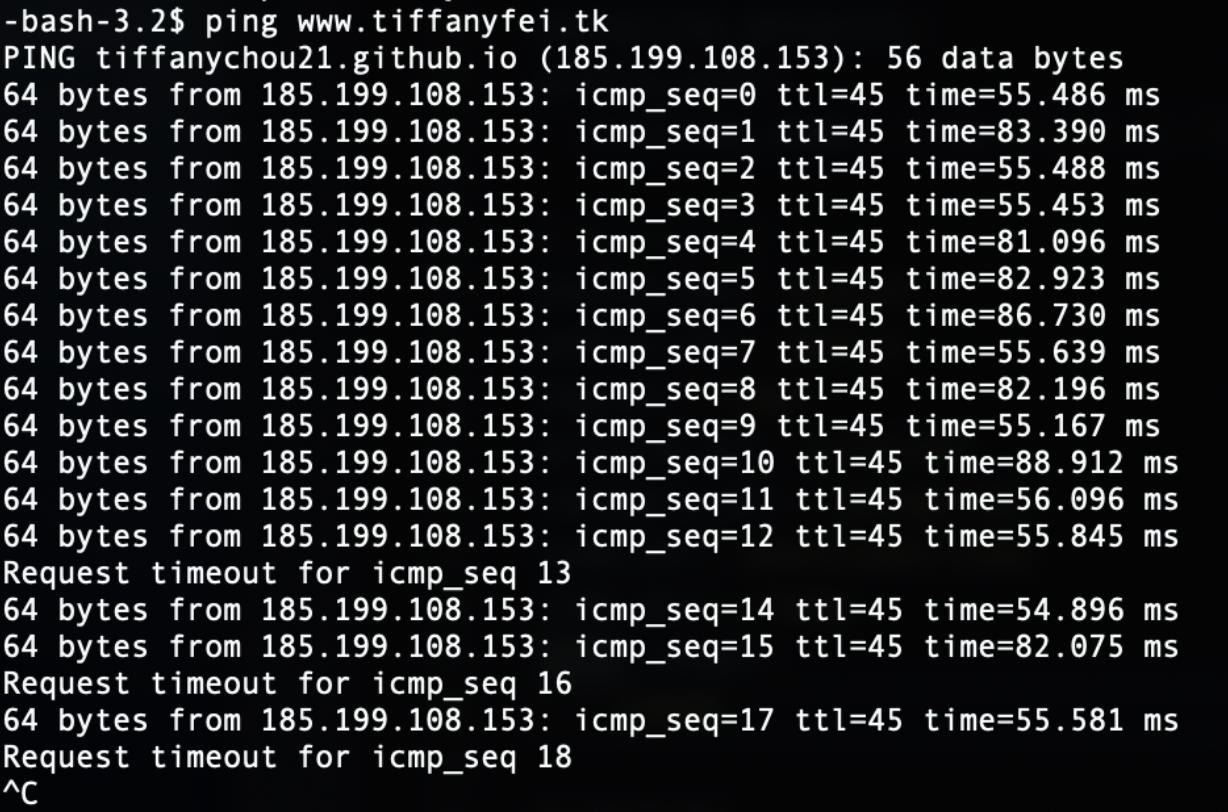 -bash-3.2$ ping www.tiffanyfei.tk
PING tiffanychou21.github.io (185.199.108.153): 56 data bytes
64 bytes from 185.199.108.153: icmp_seq=0 ttl=45 time=55.486 ms
64 bytes from 185.199.108.153: icmp_seq=1 ttl=45 time=83.390 ms
64 bytes from 185.199.108.153: icmp_seq=2 ttl=45 time=55.488 ms
64 bytes from 185.199.108.153: icmp_seq=3 ttl=45 time=55.453 ms
64 bytes from 185.199.108.153: icmp_seq=4 ttl=45 time=81.096 ms
64 bytes from 185.199.108.153: icmp_seq=5 ttl=45 time=82.923 ms
64 bytes from 185.199.108.153: icmp_seq=6 ttl=45 time=86.730 ms
64 bytes from 185.199.108.153: icmp_seq=7 ttl=45 time=55.639 ms
64 bytes from 185.199.108.153: icmp_seq=8 ttl=45 time=82.196 ms
64 bytes from 185.199.108.153: icmp_seq=9 ttl=45 time=55.167 ms
64 bytes from 185.199.108.153: icmp_seq=10 ttl=45 time=88.912 ms
64 bytes from 185.199.108.153: icmp_seq=11 ttl=45 time=56.096 ms
64 bytes from 185.199.108.153: icmp_seq=12 ttl=45 time=55.845 ms
Request timeout for icmp_seq 13
64 bytes from 185.199.108.153: icmp_seq=14 ttl=45 time=54.896 ms
64 bytes from 185.199.108.153: icmp_seq=15 ttl=45 time=82.075 ms
Request timeout for icmp_seq 16
64 bytes from 185.199.108.153: icmp_seq=17 ttl=45 time=55.581 ms
Request timeout for icmp_seq 18
^C